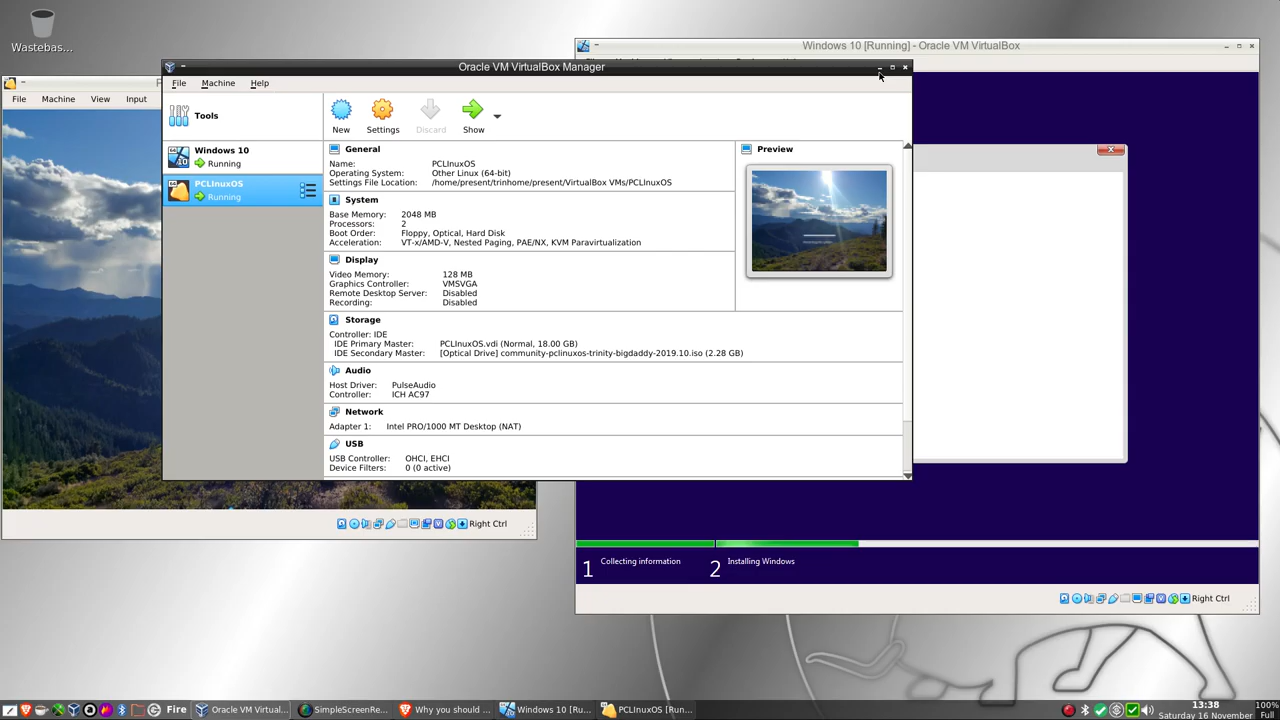 Wastebas...
Windows 10 [Running] - Oracle VM VirtualBox
File Machine View Input
Oracle VM VirtualBox Manager
File Machine Help
Tools
New Settings Discard Show
Windows 10
Running
PCLInuxOS
Running
General
Name: PCLInuxOS
Operating System: Other Linux (64-bit)
Settings File Location: /home/present/trinhome/present/VirtualBox VMs/PCLInuxOS
Preview
System
Base Memory: 2048 MB
Processors: 2
Boot Order: Floppy, Optical, Hard Disk
Acceleration: VT-x/AMD-V, Nested Paging, PAE/NX, KVM Paravirtualization
Display
Video Memory: 128 MB
Graphics Controller: VMSVGA
Remote Desktop Server: Disabled
Recording: Disabled
Storage
Controller: IDE
IDE Primary Master: PCLInuxOS.vdi (Normal, 18.00 GB)
IDE Secondary Master: [Optical Drive] community-pclinuxos-trinity-bigdaddy-2019.10.iso (2.28 GB)
Audio
Host Driver: PulseAudio
Controller: ICH AC97
Network
Adapter 1: Intel PRO/1000 MT Desktop (NAT)
USB
USB Controller: OHCI, EHCI
Device Filters: 0 (0 active)
Right Ctrl
1 Collecting information 2 Installing Windows
Right Ctrl
Fire Oracle VM Virtual... SimpleScreenRe... Why you should ... Windows 10 [Ru... PCLInuxOS [Run...
13:38
Saturday 16 November
100%
Full